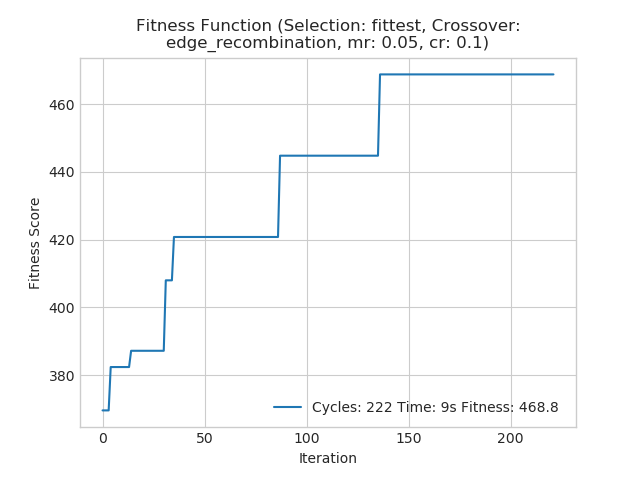 Fitness Function (Selection: fittest, Crossover:
edge_recombination, mr: 0.05, cr: 0.1)
Fitness Score
460
440
420
400
380
Cycles: 222 Time: 9s Fitness: 468.8
0
50
100
150
200
Iteration